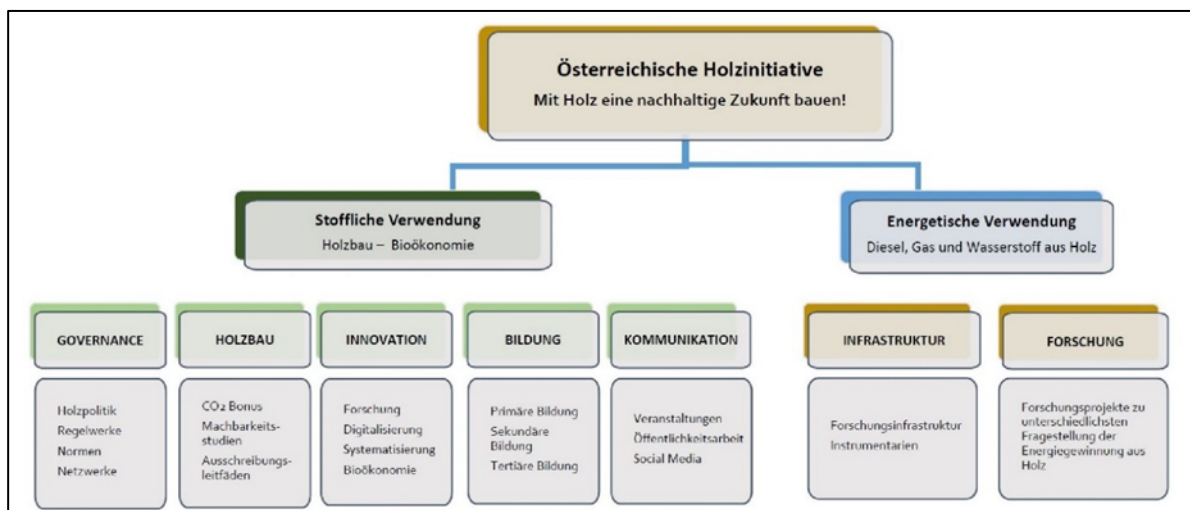 Österreichische Holzinitiative
Mit Holz eine nachhaltige Zukunft bauen!
Stoffliche Verwendung
Holzbau – Bioökonomie
Energetische Verwendung
Diesel, Gas und Wasserstoff aus Holz
GOVERNANCE
Holzpolitik
Regelwerke
Normen
Netzwerke
HOLZBAU
CO₂ Bonus
Machbarkeits-
studien
Ausschreibungs-
leitfäden
INNOVATION
Forschung
Digitalisierung
Systematisierung
Bioökonomie
BILDUNG
Primäre Bildung
Sekundäre
Bildung
Tertiäre Bildung
KOMMUNIKATION
Veranstaltungen
Öffentlichkeitsarbeit
Social Media
INFRASTRUKTUR
Forschungsinfrastruktur
Instrumentarien
FORSCHUNG
Forschungsprojekte zu
unterschiedlichsten
Fragestellung der
Energiegewinnung aus
Holz